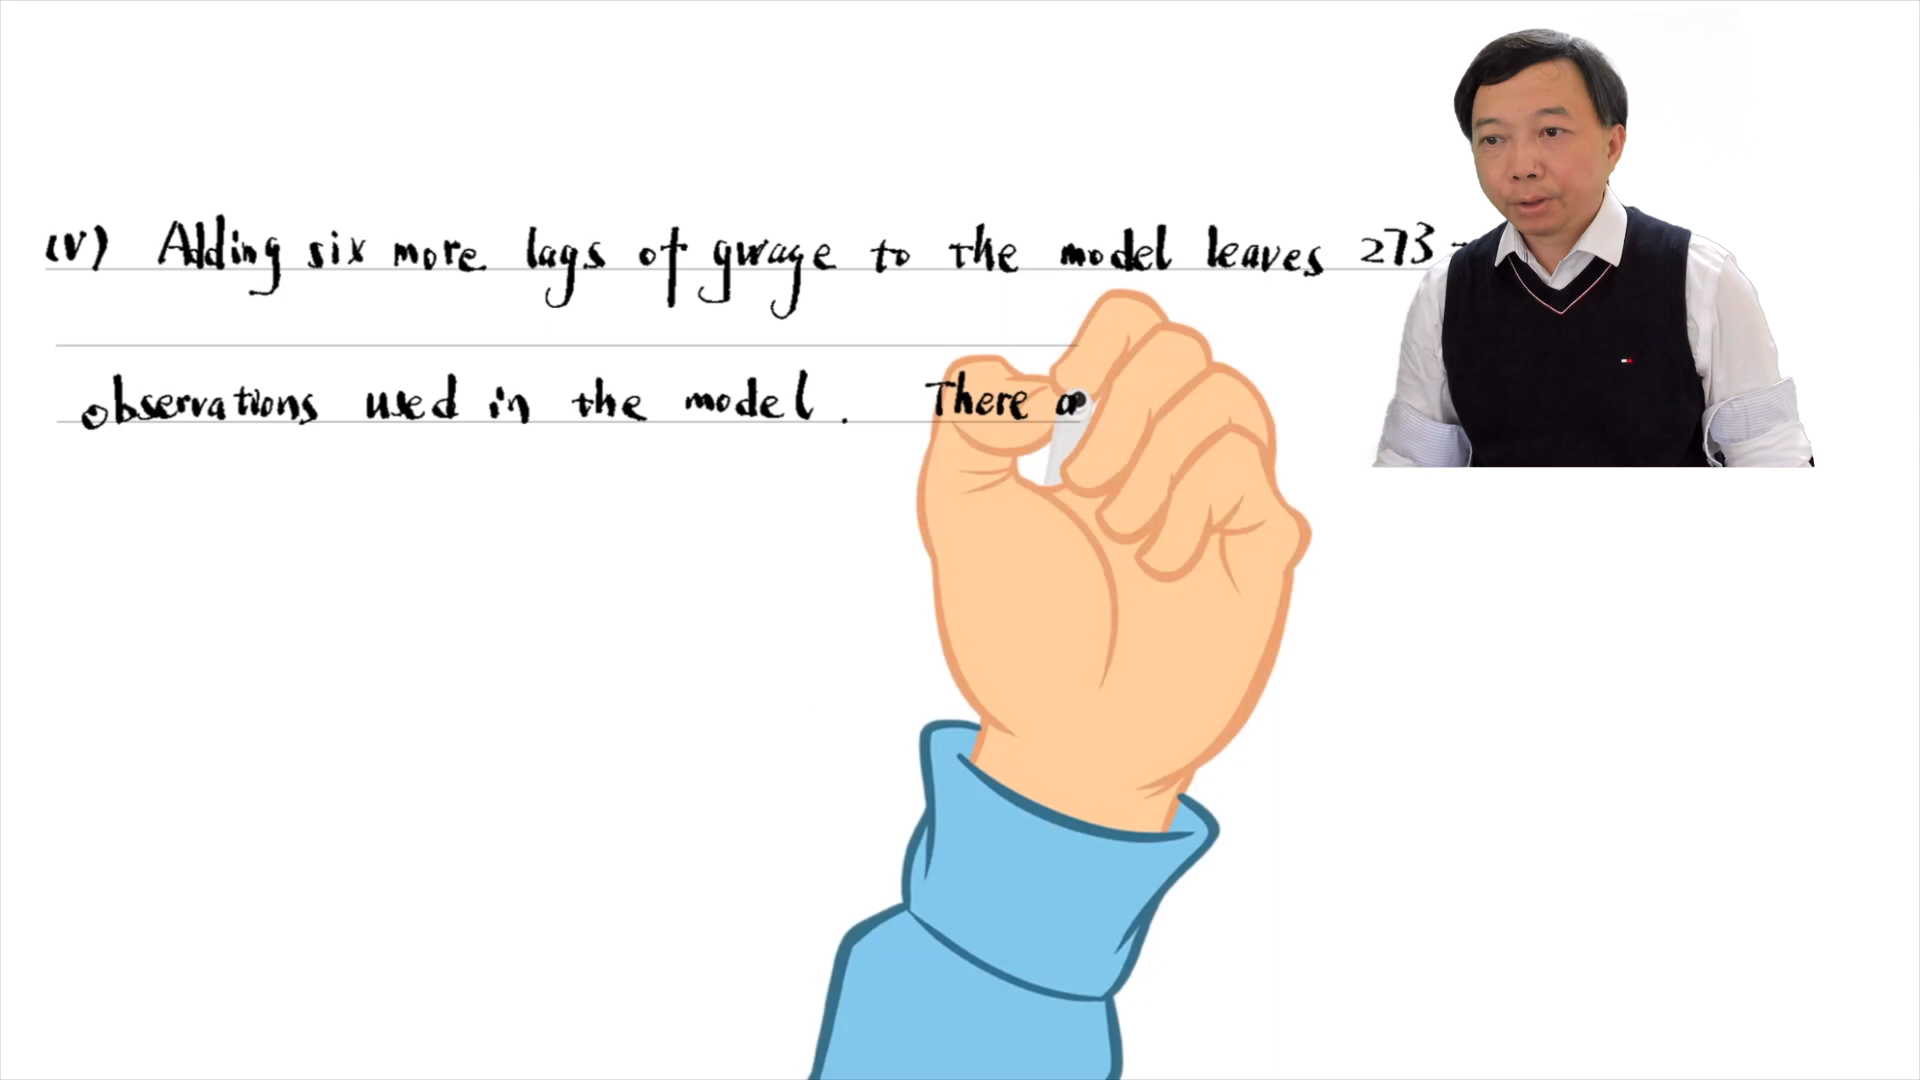 (V) Adding six more lags of gwage to the model leaves 273
observations used in the model. There